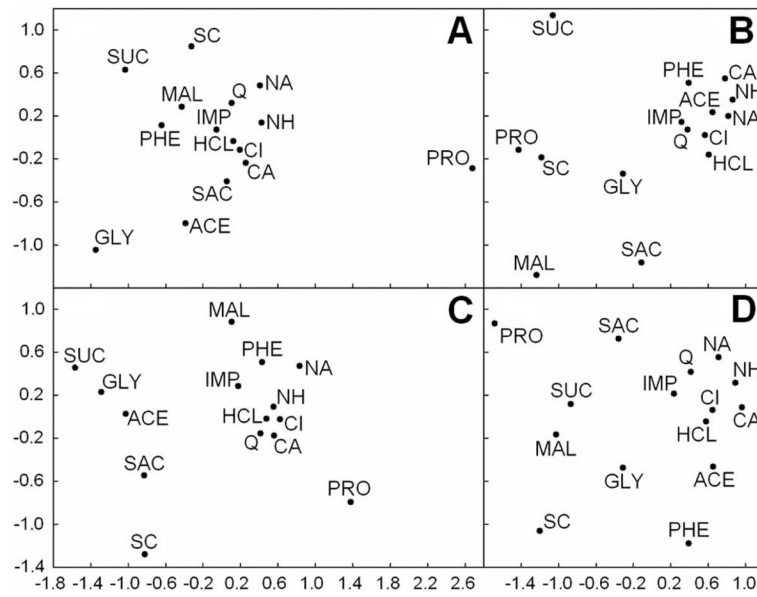 1.0 SC A SUC B
SUC PHE CA
0.6 MAL Q NA ACE NH
0.2 IMP NH IMP NA
PHE HCL CI PRO PRO Q CI
-0.2 CA SC HCL
SAC GLY
-0.6 ACE
GLY SAC
-1.0 MAL
1.0 MAL C PRO SAC D
SUC PHE NA NA
0.6 GLY IMP Q NH
0.2 NH SUC IMP CI
ACE HCL CI CA
-0.2 Q CA MAL HCL
SAC PRO GLY ACE
-0.6
-1.0 SC SC PHE
-1.4
-1.8 -1.4 -1.0 -0.6 -0.2 0.2 0.6 1.0 1.4 1.8 2.2 2.6 -1.4 -1.0 -0.6 -0.2 0.2 0.6 1.0